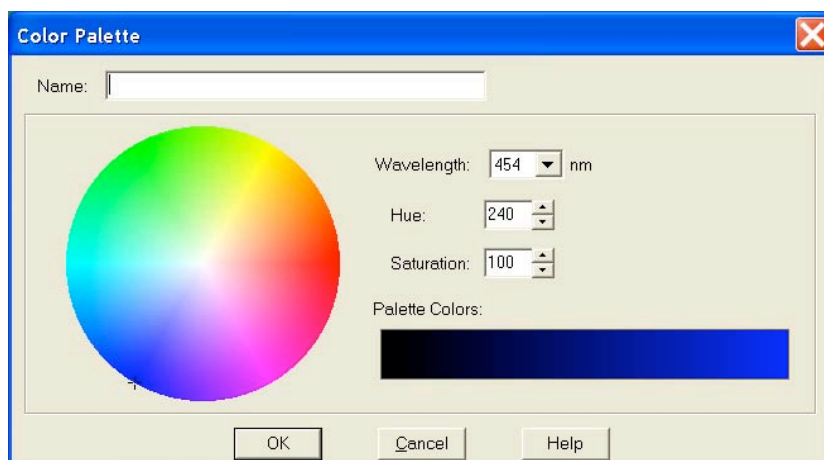 Color Palette
Name:
Wavelength: 454 nm
Hue: 240
Saturation: 100
Palette Colors:
OK Cancel Help